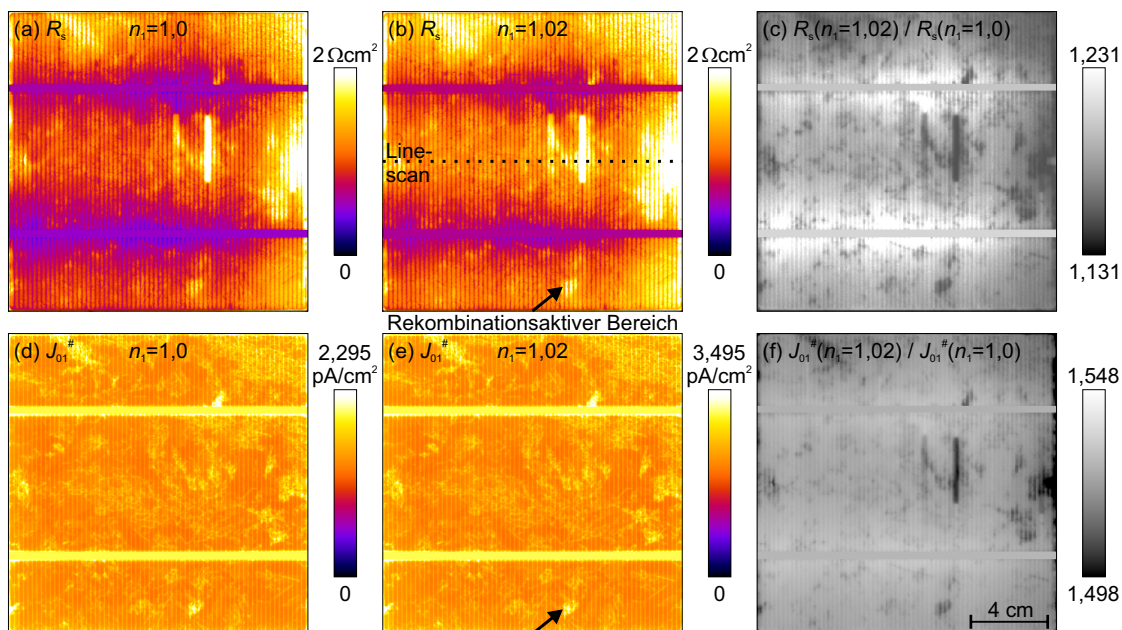 (a) Rs n1=1,0
2 Ωcm²
0
(b) Rs n1=1,02
Line-
scan
2 Ωcm²
0
(c) Rs(n1=1,02) / Rs(n1=1,0)
1,231
1,131
Rekombinationsaktiver Bereich
(d) J01# n1=1,0
2,295
pA/cm²
0
(e) J01# n1=1,02
3,495
pA/cm²
0
(f) J01#(n1=1,02) / J01#(n1=1,0)
1,548
1,498
4 cm